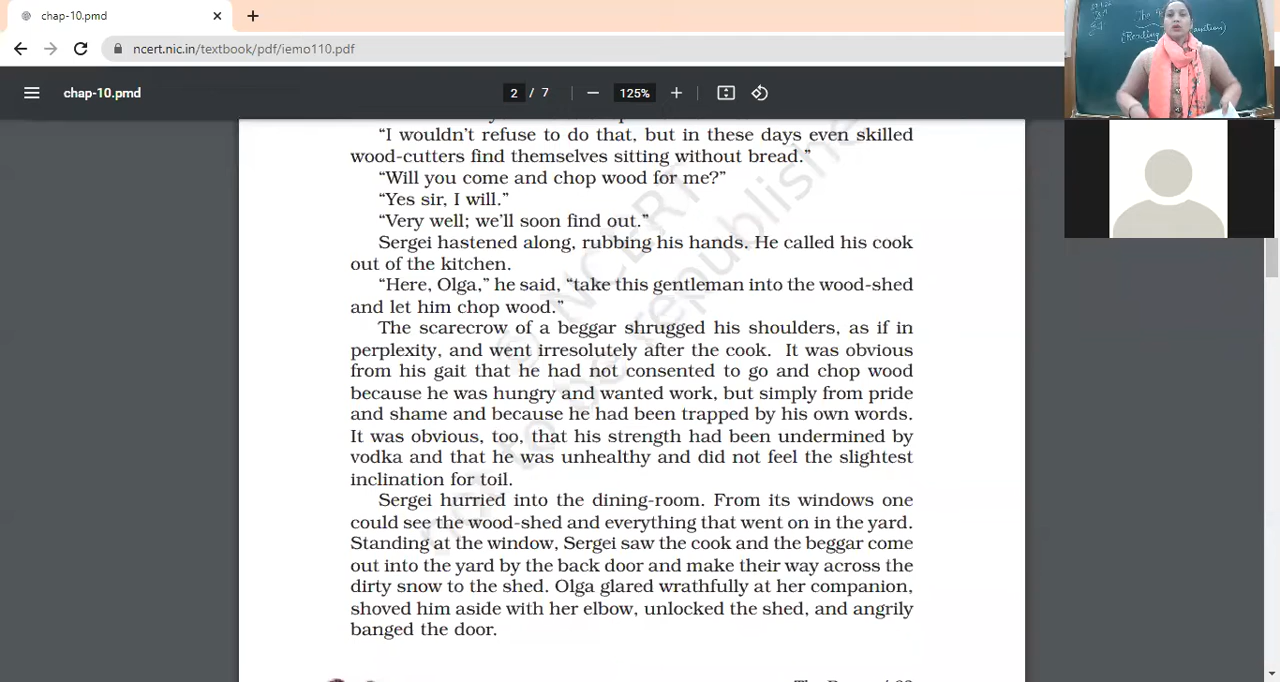 chap-10.pmd
ncert.nic.in/textbook/pdf/iemo110.pdf
chap-10.pmd
2 / 7
125%
"I wouldn't refuse to do that, but in these days even skilled
wood-cutters find themselves sitting without bread."
"Will you come and chop wood for me?"
"Yes sir, I will."
"Very well; we'll soon find out."
Sergei hastened along, rubbing his hands. He called his cook
out of the kitchen.
"Here, Olga," he said, "take this gentleman into the wood-shed
and let him chop wood."
The scarecrow of a beggar shrugged his shoulders, as if in
perplexity, and went irresolutely after the cook. It was obvious
from his gait that he had not consented to go and chop wood
because he was hungry and wanted work, but simply from pride
and shame and because he had been trapped by his own words.
It was obvious, too, that his strength had been undermined by
vodka and that he was unhealthy and did not feel the slightest
inclination for toil.
Sergei hurried into the dining-room. From its windows one
could see the wood-shed and everything that went on in the yard.
Standing at the window, Sergei saw the cook and the beggar come
out into the yard by the back door and make their way across the
dirty snow to the shed. Olga glared wrathfully at her companion,
shoved him aside with her elbow, unlocked the shed, and angrily
banged the door.
© NCERT
not to be republishe